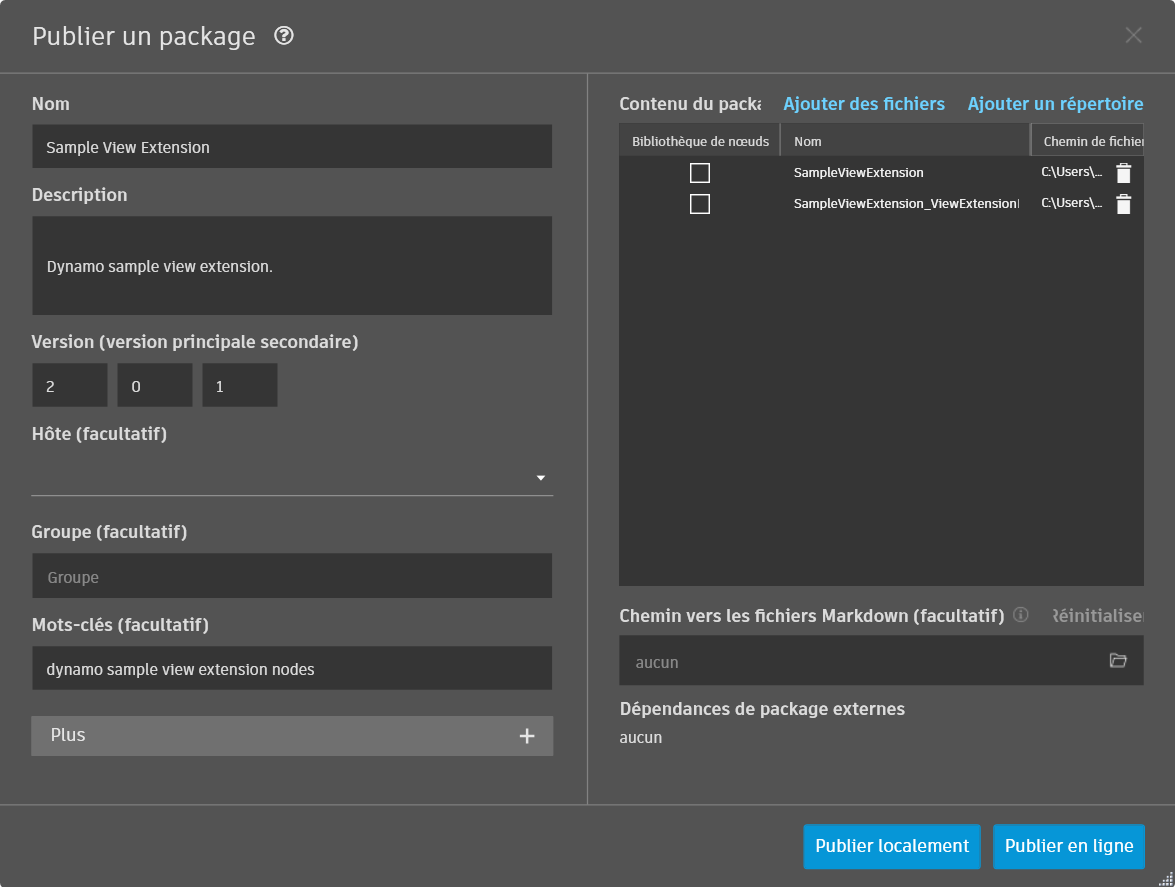 Publier un package
Nom
Sample View Extension
Description
Dynamo sample view extension.
Version (version principale secondaire)
2 0 1
Hôte (facultatif)
Groupe (facultatif)
Groupe
Mots-clés (facultatif)
dynamo sample view extension nodes
Plus
Contenu du packa Ajouter des fichiers Ajouter un répertoire
Bibliothèque de nœuds Nom Chemin de fichier
SampleViewExtension C:\Users\...
SampleViewExtension_ViewExtension C:\Users\...
Chemin vers les fichiers Markdown (facultatif) Réinitialiser
aucun
Dépendances de package externes
aucun
Publier localement Publier en ligne